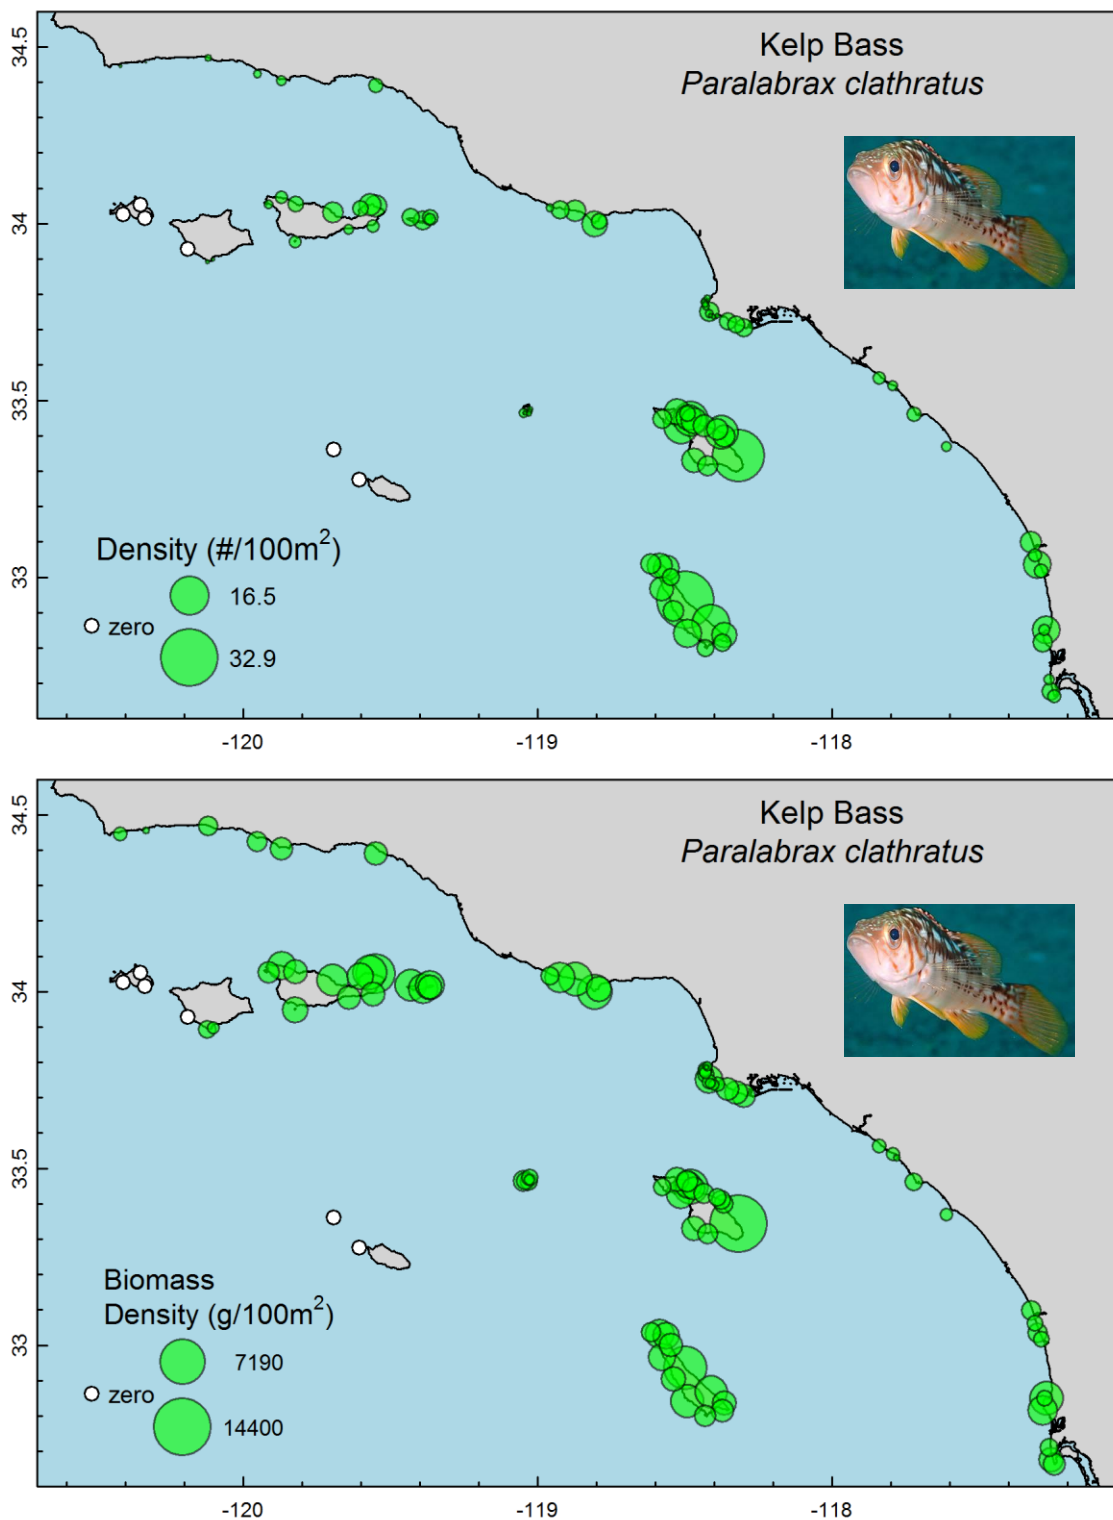 Kelp Bass
Paralabrax clathratus
34.5
34
33.5
33
Density (#/100m²)
16.5
zero
32.9
-120
-119
-118
Kelp Bass
Paralabrax clathratus
34.5
34
33.5
33
Biomass
Density (g/100m²)
7190
zero
14400
-120
-119
-118